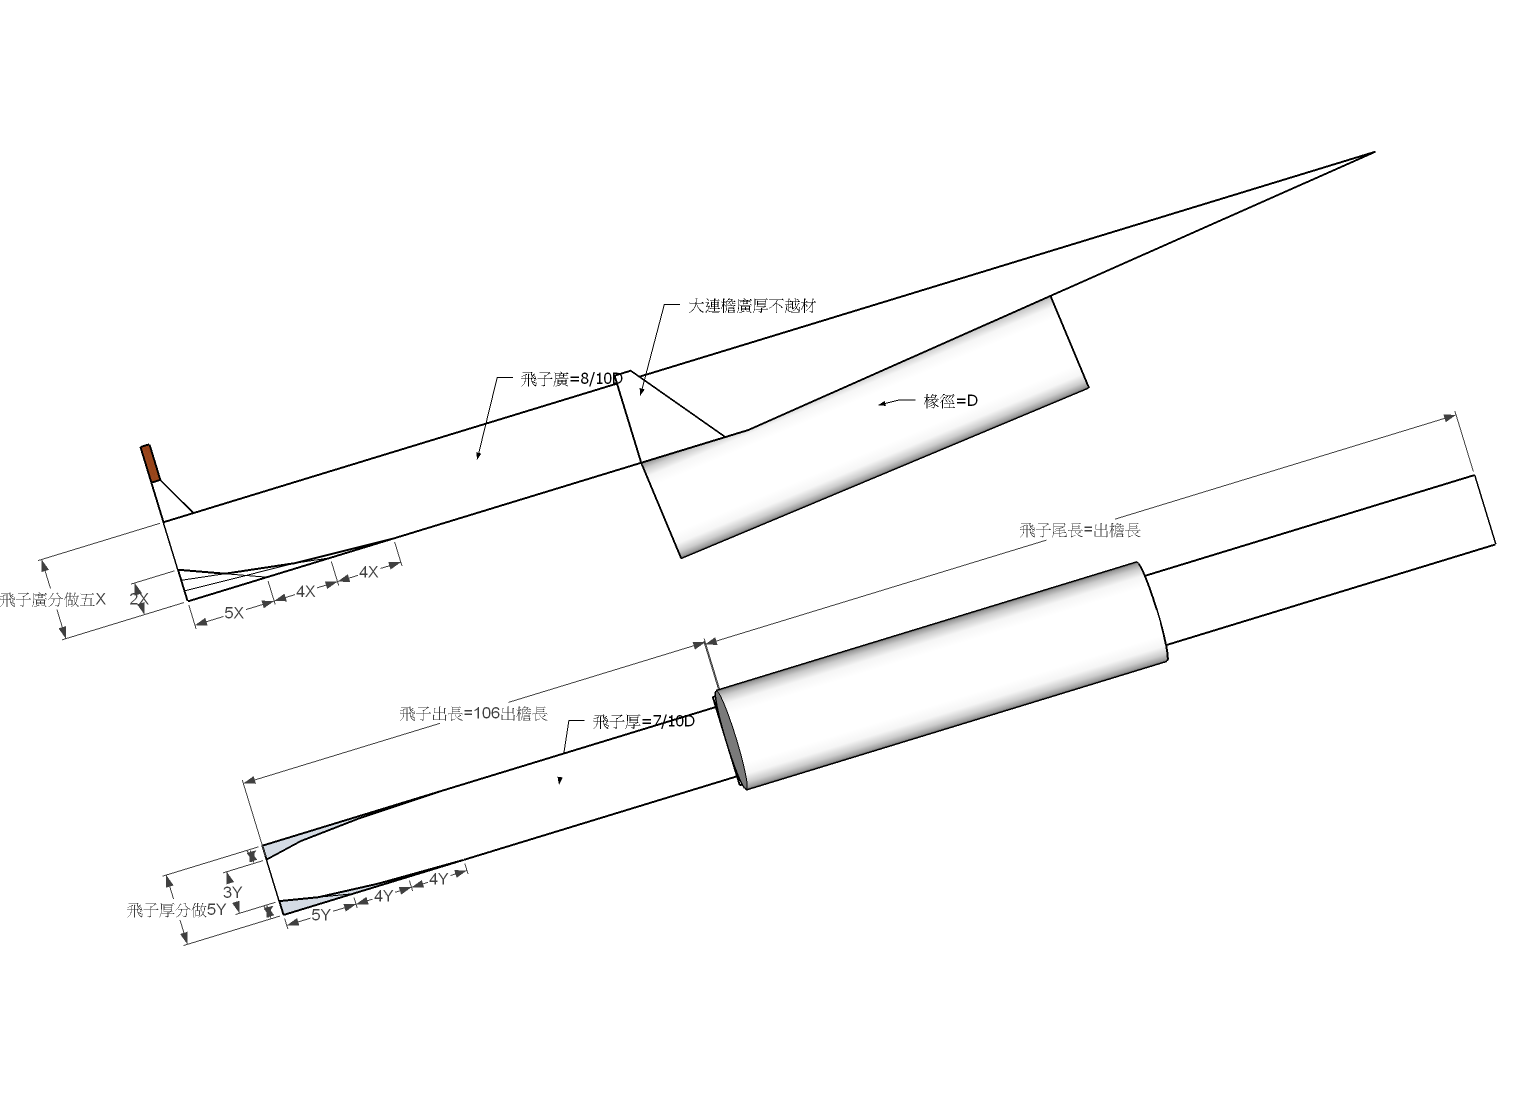 大連檐廣厚不越材
飛子廣=8/10D
椽徑=D
4X
4X
5X
2X
飛子廣分做五X
飛子尾長=出檐長
飛子出長=106出檐長
飛子厚=7/10D
4Y
4Y
3Y
5Y
飛子厚分做5Y